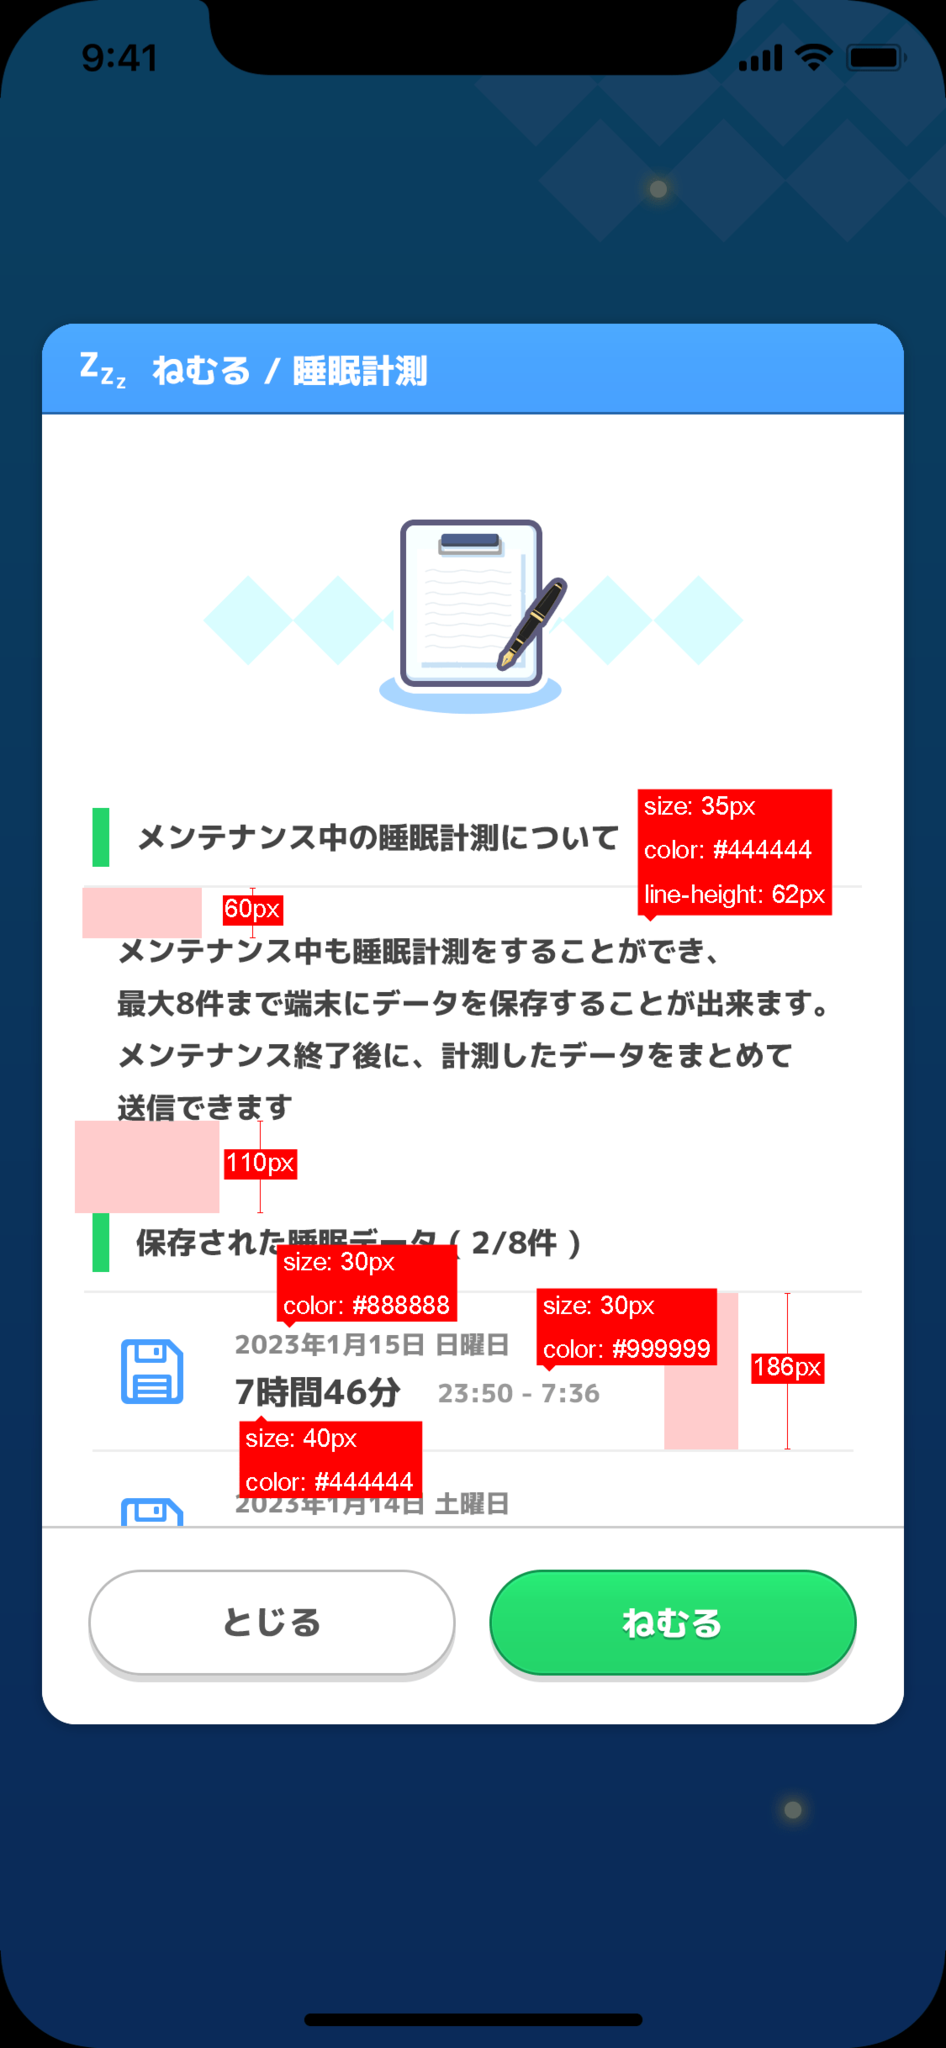 9:41
Zzz ねむる / 睡眠計測
メンテナンス中の睡眠計測について
size: 35px
color: #444444
line-height: 62px
60px
メンテナンス中も睡眠計測をすることができ、
最大8件まで端末にデータを保存することが出来ます。
メンテナンス終了後に、計測したデータをまとめて
送信できます
110px
保存された睡眠データ ( 2/8件 )
size: 30px
color: #888888
size: 30px
color: #999999
186px
2023年1月15日 日曜日
7時間46分 23:50 - 7:36
size: 40px
color: #444444
2023年1月14日 土曜日
とじる
ねむる